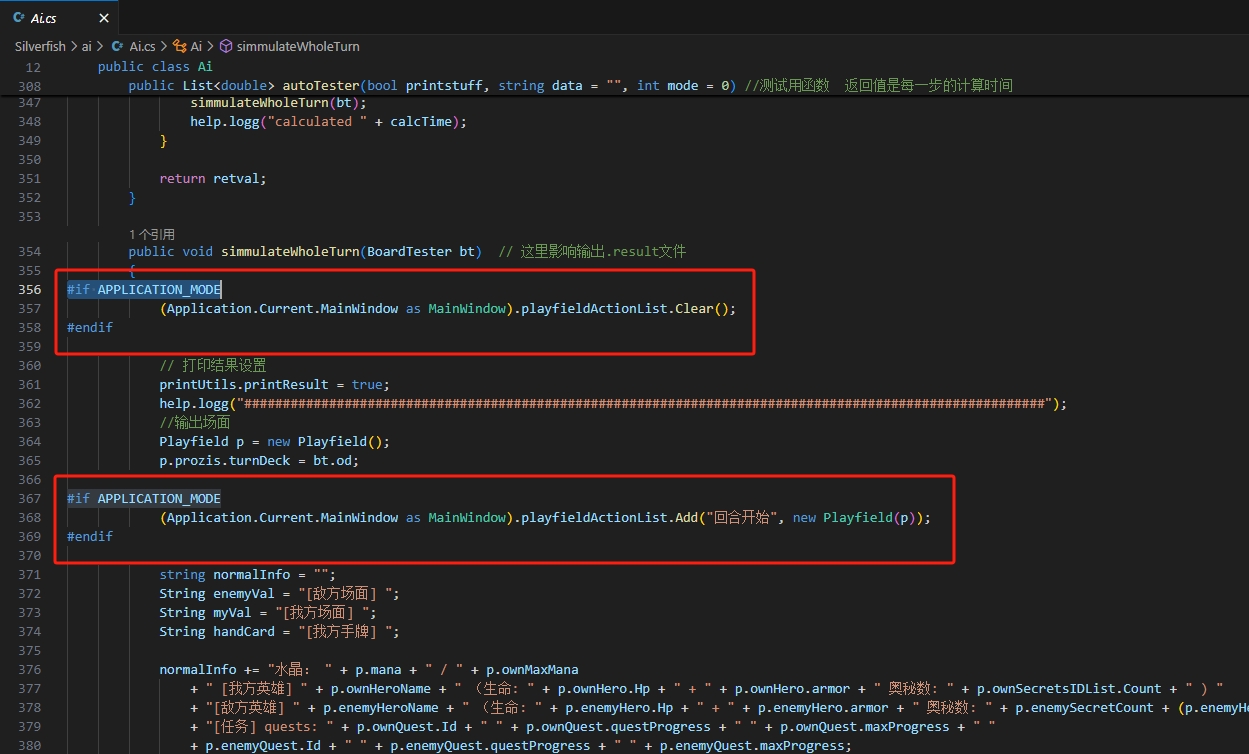 Ai.cs
Silverfish > ai > Ai.cs > Ai > simmulateWholeTurn
12 public class Ai
308 public List<double> autoTester(bool printstuff, string data = "", int mode = 0) //测试用函数 返回值是每一步的计算时间
347 simmulateWholeTurn(bt);
348 help.logg("calculated " + calcTime);
349 }
350
351 return retval;
352 }
353
1 个引用
354 public void simmulateWholeTurn(BoardTester bt) // 这里影响输出.result文件
355 {
356 #if APPLICATION_MODE
357 (Application.Current.MainWindow as MainWindow).playfieldActionList.Clear();
358 #endif
359
360 // 打印结果设置
361 printUtils.printResult = true;
362 help.logg("########################################################################################################");
363 //输出场面
364 Playfield p = new Playfield();
365 p.prozis.turnDeck = bt.od;
366
367 #if APPLICATION_MODE
368 (Application.Current.MainWindow as MainWindow).playfieldActionList.Add("回合开始", new Playfield(p));
369 #endif
370
371 string normalInfo = "";
372 String enemyVal = "[敌方场面] ";
373 String myVal = "[我方场面] ";
374 String handCard = "[我方手牌] ";
375
376 normalInfo += "水晶: " + p.mana + " / " + p.ownMaxMana
377 + " [我方英雄] " + p.ownHeroName + " （生命: " + p.ownHero.Hp + " + " + p.ownHero.armor + " 奥秘数: " + p.ownSecretsIDList.Count + " ) "
378 + "[敌方英雄] " + p.enemyHeroName + " （生命: " + p.enemyHero.Hp + " + " + p.enemyHero.armor + " 奥秘数: " + p.enemySecretCount + (p.enemyHe
379 + "[任务] quests: " + p.ownQuest.Id + " " + p.ownQuest.questProgress + " " + p.ownQuest.maxProgress + " "
380 + p.enemyQuest.Id + " " + p.enemyQuest.questProgress + " " + p.enemyQuest.maxProgress;